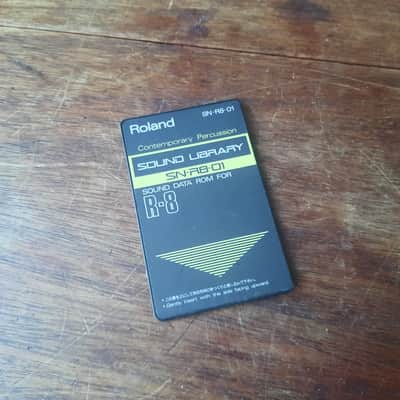 Roland
SN-R8-01
Contemporary Percussion
SOUND LIBRARY
SN-R8-01
SOUND DATA ROM FOR
R-8
• Gently insert with the side facing upward.